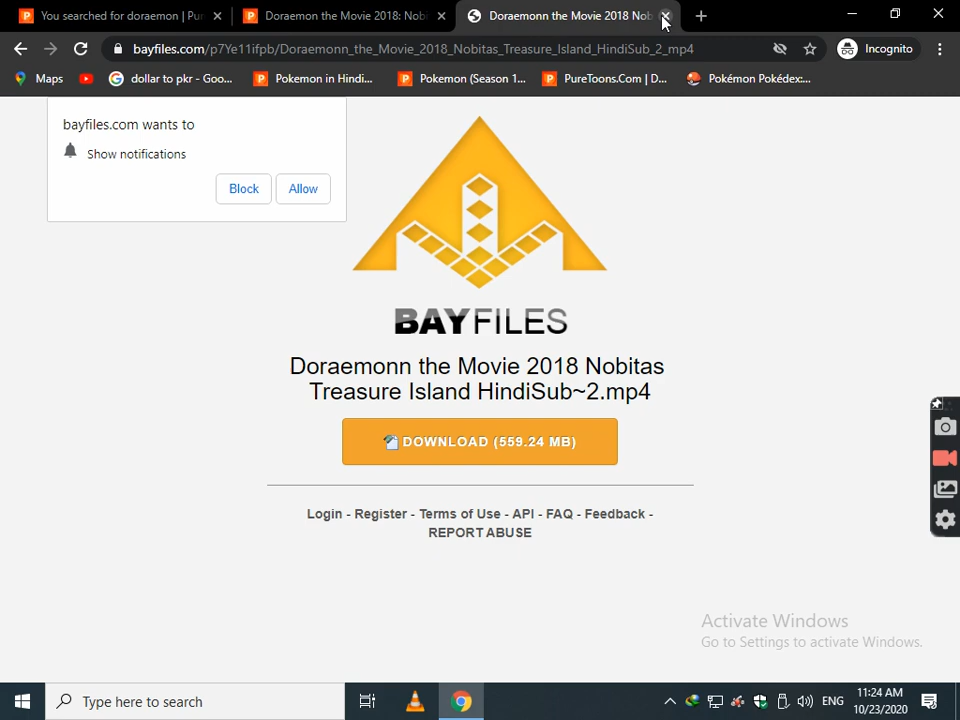 You searched for doraemon | Pu
Doraemon the Movie 2018: Nobi
Doraemonn the Movie 2018 Nob
bayfiles.com/p7Ye11ifpb/Doraemonn_the_Movie_2018_Nobitas_Treasure_Island_HindiSub_2_mp4
Incognito
Maps
dollar to pkr - Goo...
Pokemon in Hindi...
Pokemon (Season 1...
PureToons.Com | D...
Pokémon Pokédex:...
bayfiles.com wants to
Show notifications
Block
Allow
BAYFILES
Doraemonn the Movie 2018 Nobitas
Treasure Island HindiSub~2.mp4
DOWNLOAD (559.24 MB)
Login - Register - Terms of Use - API - FAQ - Feedback -
REPORT ABUSE
Activate Windows
Go to Settings to activate Windows.
Type here to search
ENG
11:24 AM
10/23/2020